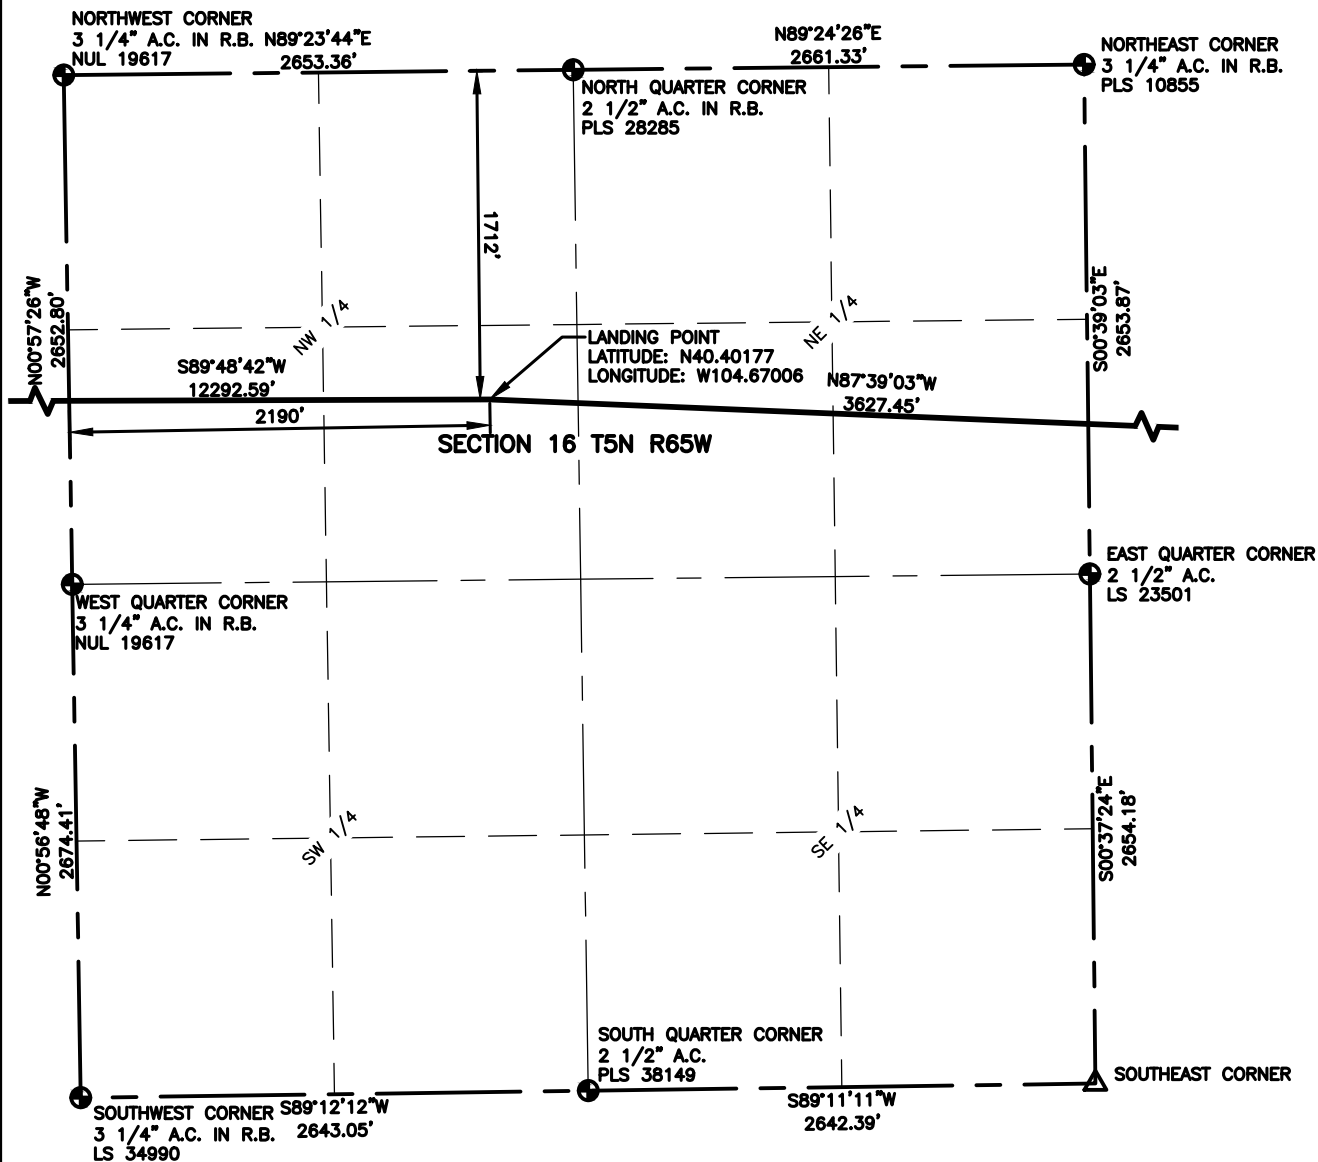 NORTHWEST CORNER
3 1/4" A.C. IN R.B.
NUL 19617
N89°23'44"E
2653.36'
N89°24'26"E
2661.33'
NORTHEAST CORNER
3 1/4" A.C. IN R.B.
PLS 10855
NORTH QUARTER CORNER
2 1/2" A.C. IN R.B.
PLS 28285
1712'
N00°57'26"W
2652.80'
NW 1/4
NE 1/4
S00°39'03"E
2653.87'
LANDING POINT
LATITUDE: N40.40177
LONGITUDE: W104.67006
S89°48'42"W
12292.59'
N87°39'03"W
3627.45'
2190'
SECTION 16 T5N R65W
EAST QUARTER CORNER
2 1/2" A.C.
LS 23501
WEST QUARTER CORNER
3 1/4" A.C. IN R.B.
NUL 19617
N00°56'48"W
2674.41'
SW 1/4
SE 1/4
S00°37'24"E
2654.18'
SOUTH QUARTER CORNER
2 1/2" A.C.
PLS 38149
SOUTHEAST CORNER
SOUTHWEST CORNER
3 1/4" A.C. IN R.B.
LS 34990
S89°12'12"W
2643.05'
S89°11'11"W
2642.39'